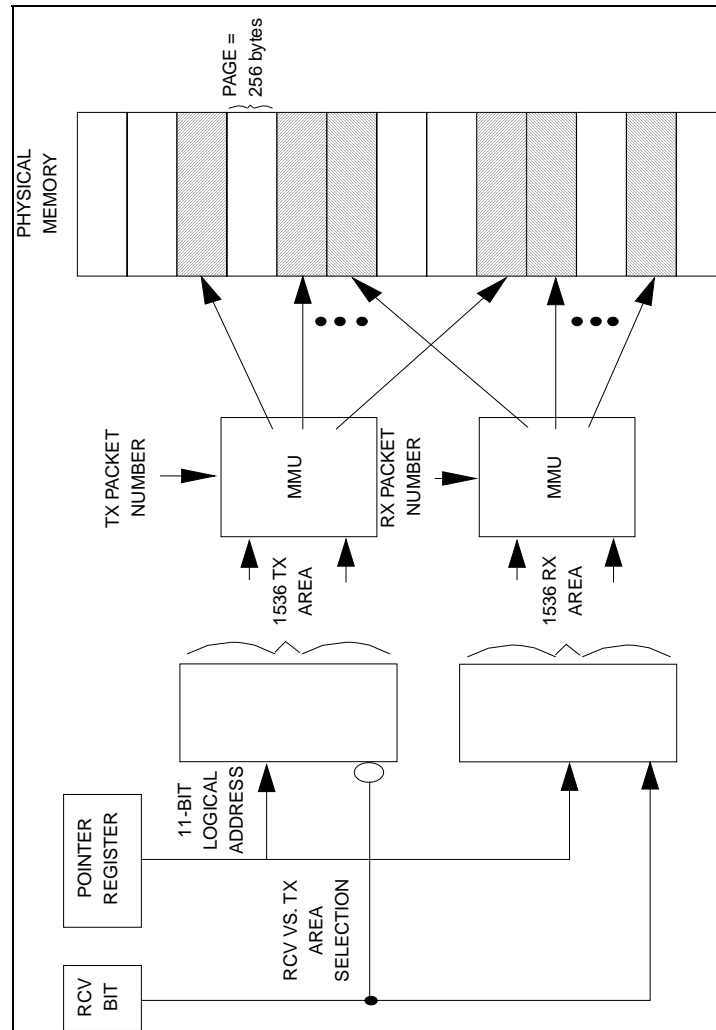 PHYSICAL
MEMORY
PAGE =
256 bytes
TX PACKET
NUMBER
MMU
RX PACKET
NUMBER
MMU
1536 TX
AREA
1536 RX
AREA
11-BIT
LOGICAL
ADDRESS
POINTER
REGISTER
RCV VS. TX
AREA
SELECTION
RCV
BIT